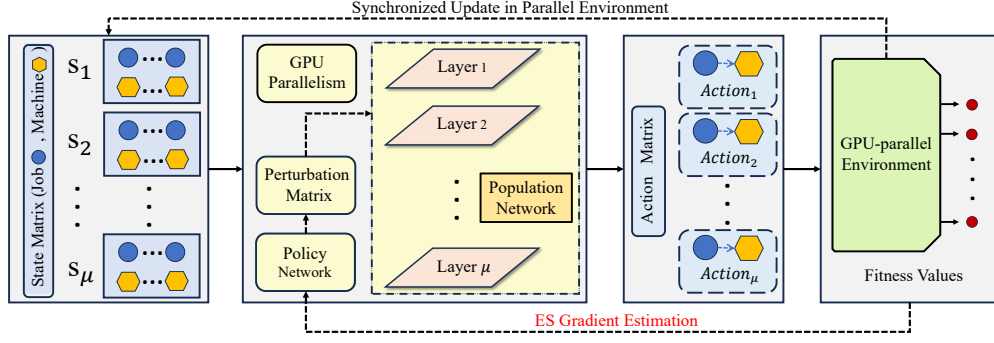 Synchronized Update in Parallel Environment
State Matrix (Job , Machine )
s1
s2
sμ
GPU
Parallelism
Perturbation
Matrix
Policy
Network
Layer 1
Layer 2
Population
Network
Layer μ
Action Matrix
Action1
Action2
Actionμ
GPU-parallel
Environment
Fitness Values
ES Gradient Estimation